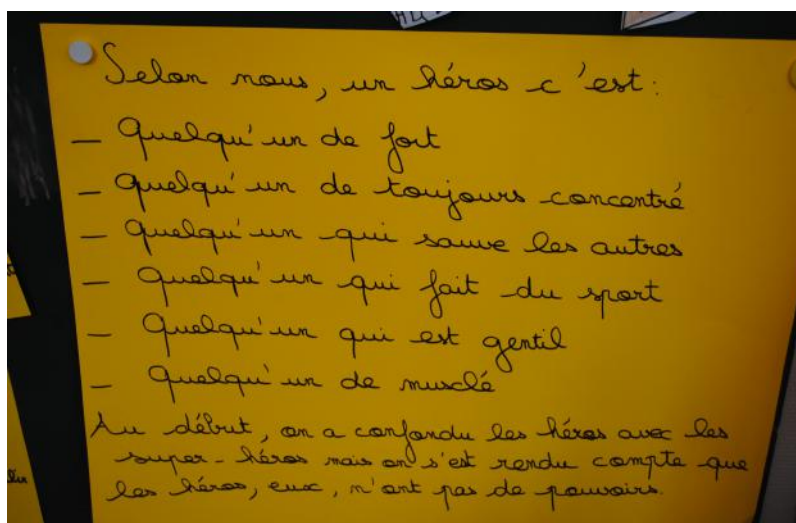 Selon nous, un héros c'est:
— Quelqu'un de fort
— Quelqu'un de toujours concentré
— Quelqu'un qui sauve les autres
— Quelqu'un qui fait du sport
— Quelqu'un qui est gentil
— Quelqu'un de musclé
Au début, on a confondu les héros avec les
super-héros mais on s'est rendu compte que
les héros, eux, n'ont pas de pouvoirs.